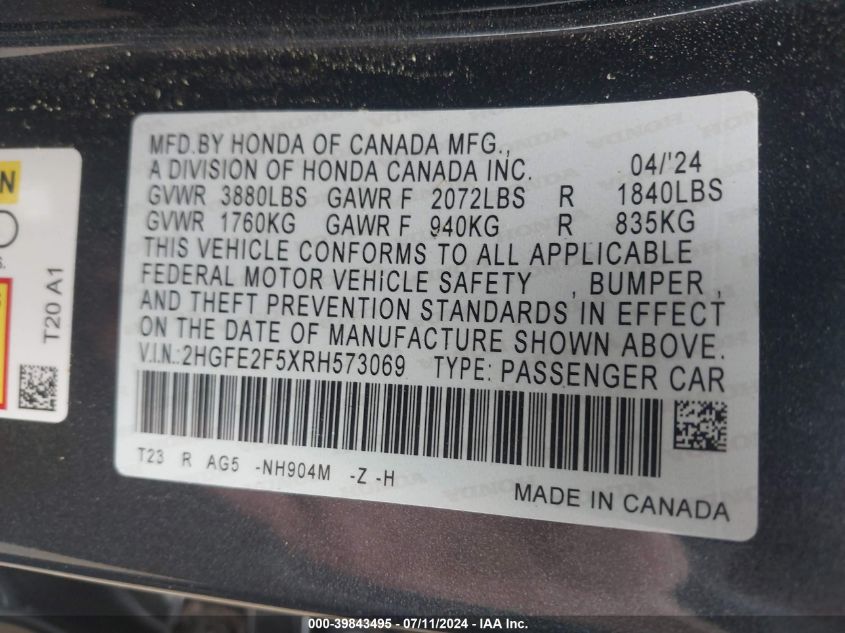 MFD.BY HONDA OF CANADA MFG.,
A DIVISION OF HONDA CANADA INC. 04/'24
GVWR 3880LBS GAWR F 2072LBS R 1840LBS
GVWR 1760KG GAWR F 940KG R 835KG
THIS VEHICLE CONFORMS TO ALL APPLICABLE
FEDERAL MOTOR VEHICLE SAFETY , BUMPER ,
AND THEFT PREVENTION STANDARDS IN EFFECT
ON THE DATE OF MANUFACTURE SHOWN ABOVE.
V.I.N.:2HGFE2F5XRH573069 TYPE: PASSENGER CAR
T23 R AG5 -NH904M -Z -H
MADE IN CANADA
T20 A1
000-39843495 - 07/11/2024 - IAA Inc.